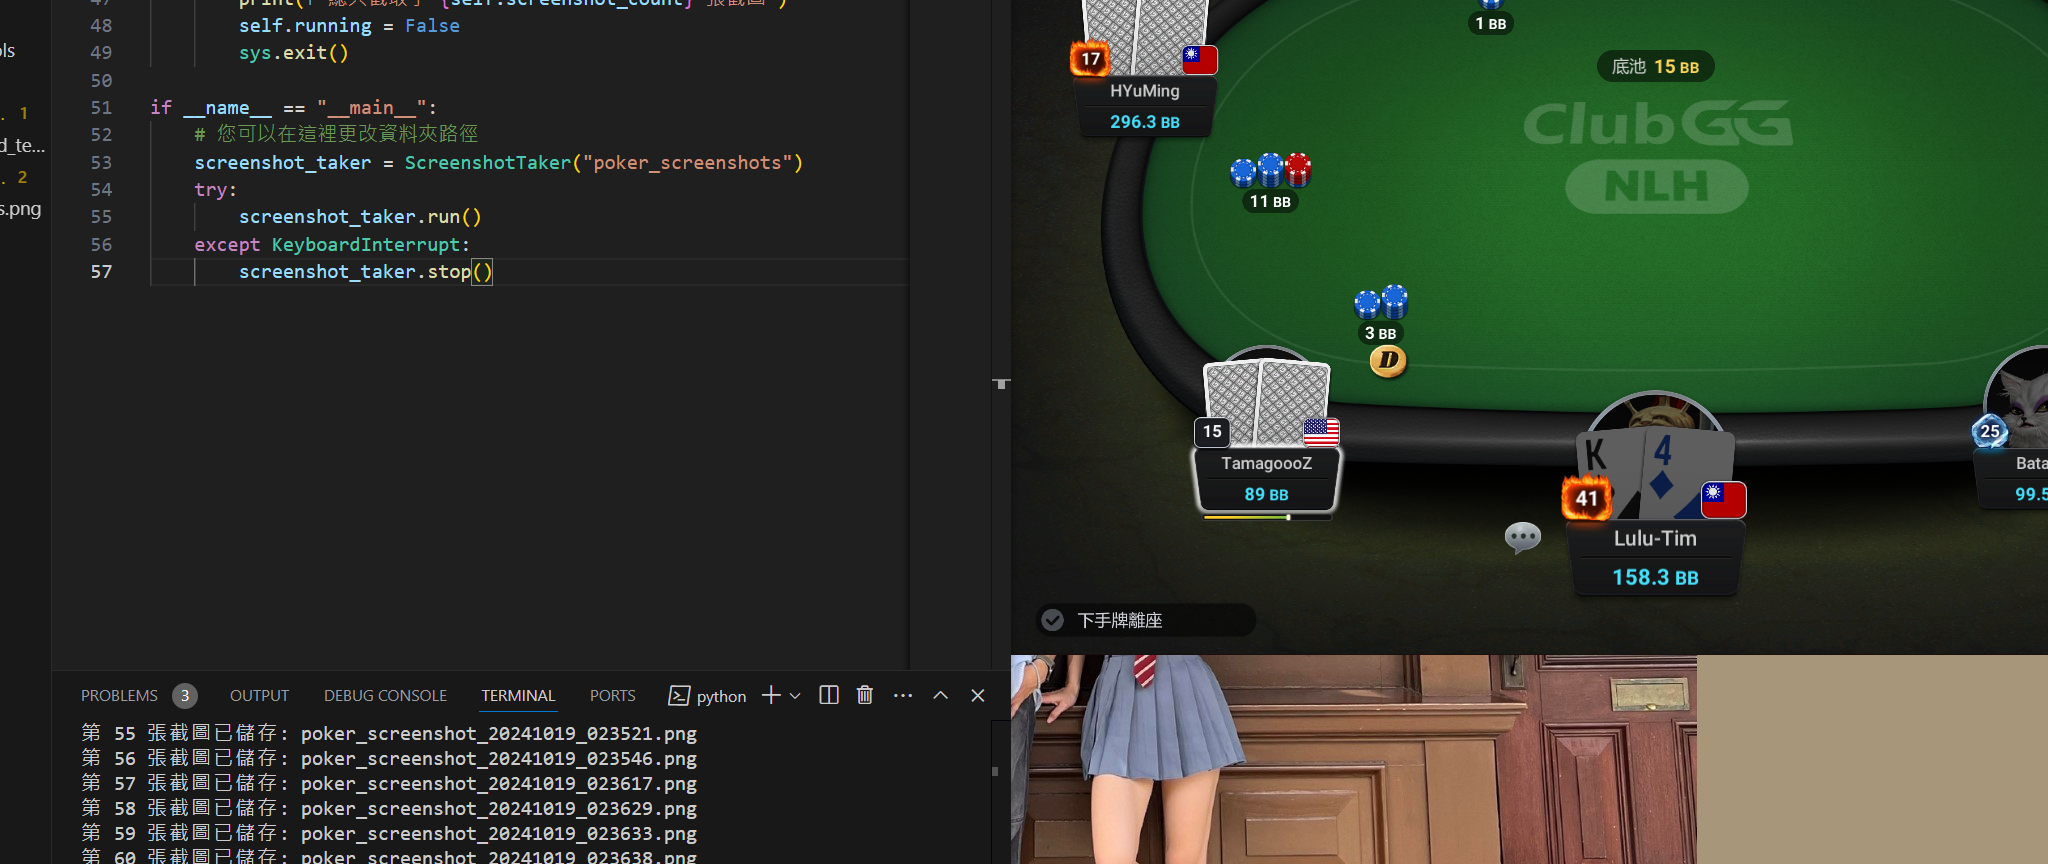 47 print(f"總共截取了 {self.screenshot_count} 張截圖")
48 self.running = False
49 sys.exit()
50
51 if __name__ == "__main__":
52 # 您可以在這裡更改資料夾路徑
53 screenshot_taker = ScreenshotTaker("poker_screenshots")
54 try:
55 screenshot_taker.run()
56 except KeyboardInterrupt:
57 screenshot_taker.stop()
ols
. 1
d_te...
. 2
s.png
PROBLEMS 3 OUTPUT DEBUG CONSOLE TERMINAL PORTS python
第 55 張截圖已儲存: poker_screenshot_20241019_023521.png
第 56 張截圖已儲存: poker_screenshot_20241019_023546.png
第 57 張截圖已儲存: poker_screenshot_20241019_023617.png
第 58 張截圖已儲存: poker_screenshot_20241019_023629.png
第 59 張截圖已儲存: poker_screenshot_20241019_023633.png
第 60 張截圖已儲存: poker_screenshot_20241019_023638.png
1 BB
底池 15 BB
ClubGG
NLH
17
HYuMing
296.3 BB
11 BB
3 BB
D
15
TamagoooZ
89 BB
K 4
41
Lulu-Tim
158.3 BB
25
Bata
99.5
下手牌離座